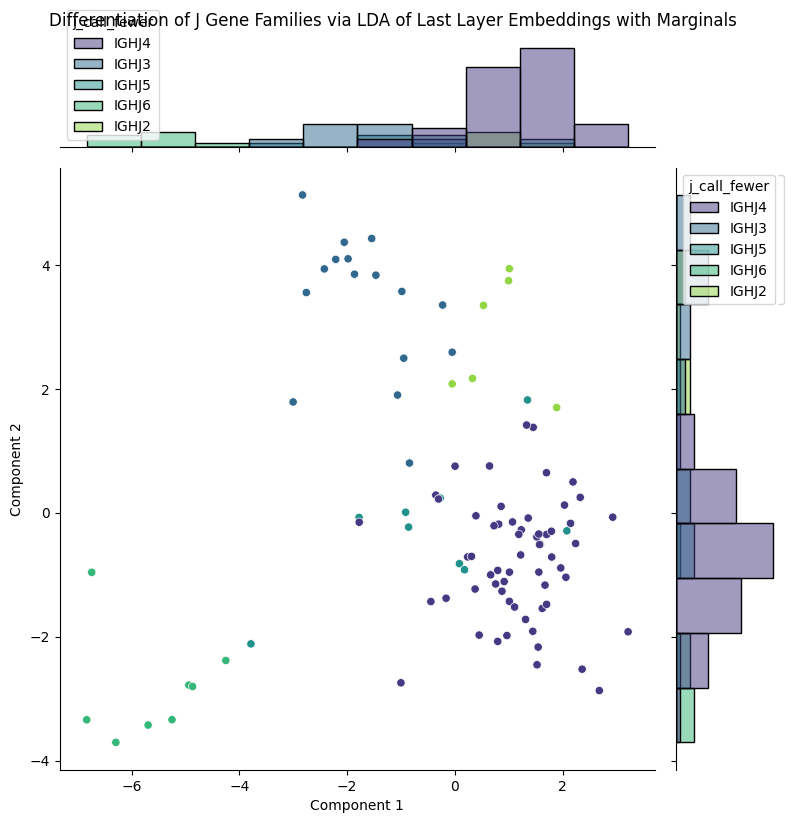 Differentiation of J Gene Families via LDA of Last Layer Embeddings with Marginals
j_call_fewer
IGHJ4
IGHJ3
IGHJ5
IGHJ6
IGHJ2
j_call_fewer
IGHJ4
IGHJ3
IGHJ5
IGHJ6
IGHJ2
4
2
0
−2
−4
Component 2
−6
−4
−2
0
2
Component 1